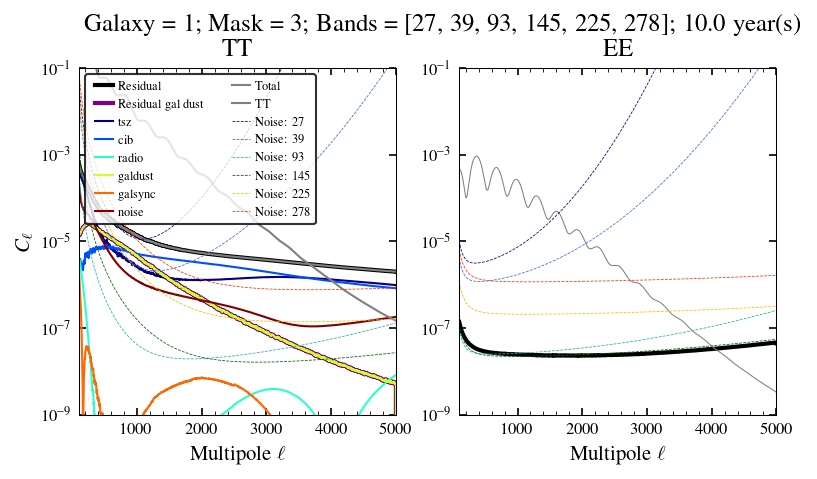 Galaxy = 1; Mask = 3; Bands = [27, 39, 93, 145, 225, 278]; 10.0 year(s)
TT
EE
Residual
Residual gal dust
tsz
cib
radio
galdust
galsync
noise
Total
TT
Noise: 27
Noise: 39
Noise: 93
Noise: 145
Noise: 225
Noise: 278
C_ℓ
10^-1
10^-3
10^-5
10^-7
10^-9
1000 2000 3000 4000 5000
Multipole ℓ
10^-1
10^-3
10^-5
10^-7
10^-9
1000 2000 3000 4000 5000
Multipole ℓ